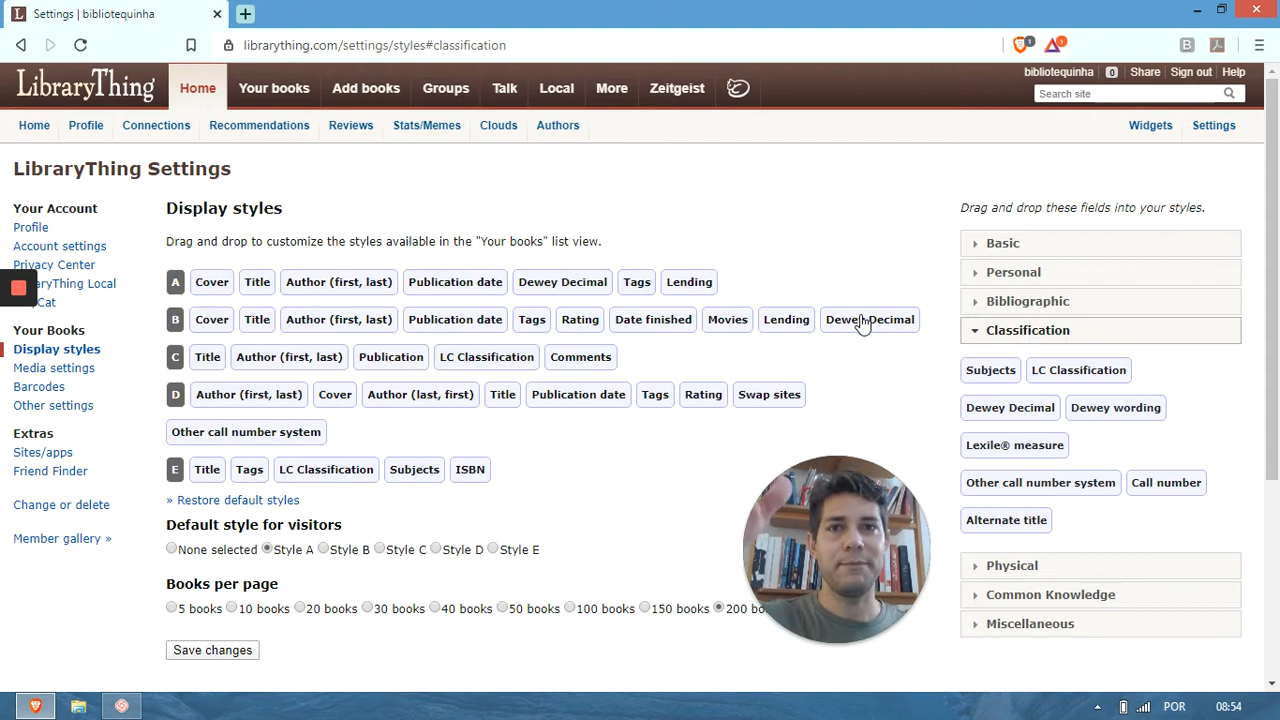 Settings | bibliotequinha
librarything.com/settings/styles#classification
1
1
B
LibraryThing
Home
Your books
Add books
Groups
Talk
Local
More
Zeitgeist
bibliotequinha
0
Share
Sign out
Help
Search site
Home
Profile
Connections
Recommendations
Reviews
Stats/Memes
Clouds
Authors
Widgets
Settings
LibraryThing Settings
Your Account
Profile
Account settings
Privacy Center
raryThing Local
Cat
Your Books
Display styles
Media settings
Barcodes
Other settings
Extras
Sites/apps
Friend Finder
Change or delete
Member gallery »
Display styles
Drag and drop to customize the styles available in the "Your books" list view.
A Cover Title Author (first, last) Publication date Dewey Decimal Tags Lending
B Cover Title Author (first, last) Publication date Tags Rating Date finished Movies Lending Dewey Decimal
C Title Author (first, last) Publication LC Classification Comments
D Author (first, last) Cover Author (last, first) Title Publication date Tags Rating Swap sites
Other call number system
E Title Tags LC Classification Subjects ISBN
» Restore default styles
Default style for visitors
None selected Style A Style B Style C Style D Style E
Books per page
5 books 10 books 20 books 30 books 40 books 50 books 100 books 150 books 200 bo
Save changes
Drag and drop these fields into your styles.
Basic
Personal
Bibliographic
Classification
Subjects LC Classification
Dewey Decimal Dewey wording
Lexile® measure
Other call number system Call number
Alternate title
Physical
Common Knowledge
Miscellaneous
POR
08:54